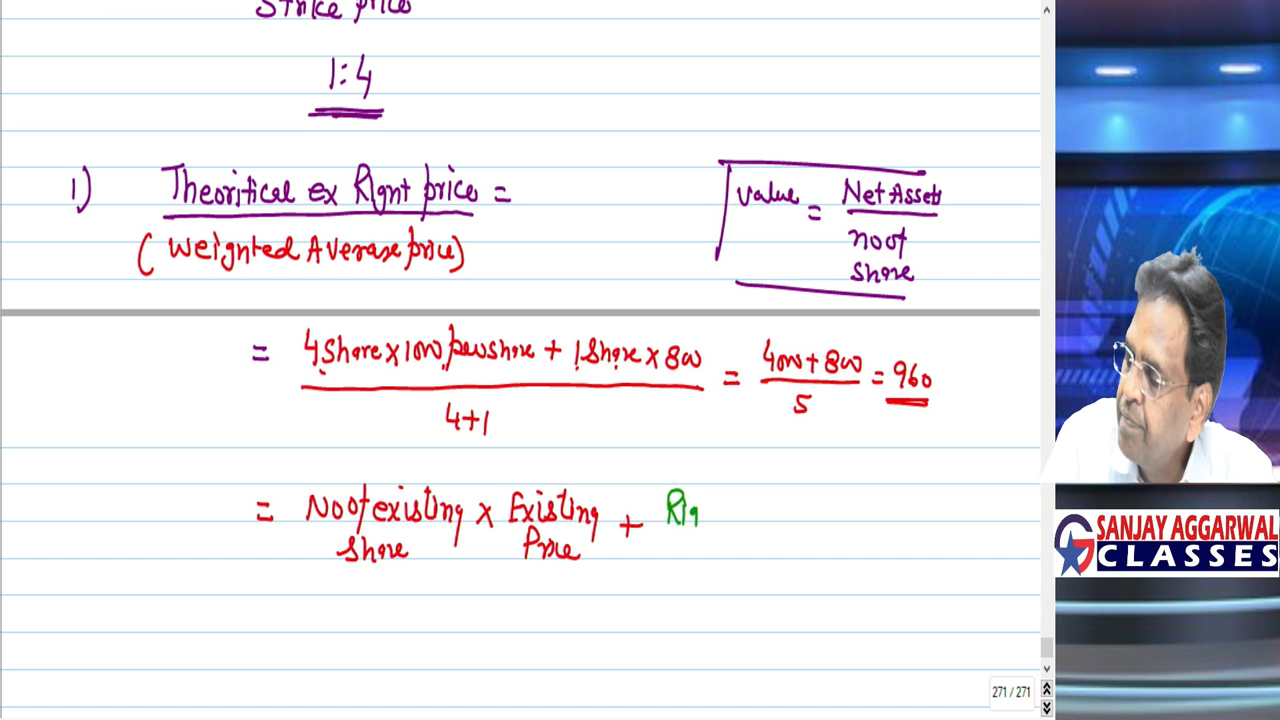 Strike price
1:4
1) Theoritical ex Right price =
(Weighted Average price)
Value = Net Assets
no of
share
= 4 Share × 1000 per share + 1 Share × 800 = 4000 + 800 = 960
4+1
5
= No of existing × Existing + Rig
share
Price
271 / 271
SANJAY AGGARWAL
CLASSES